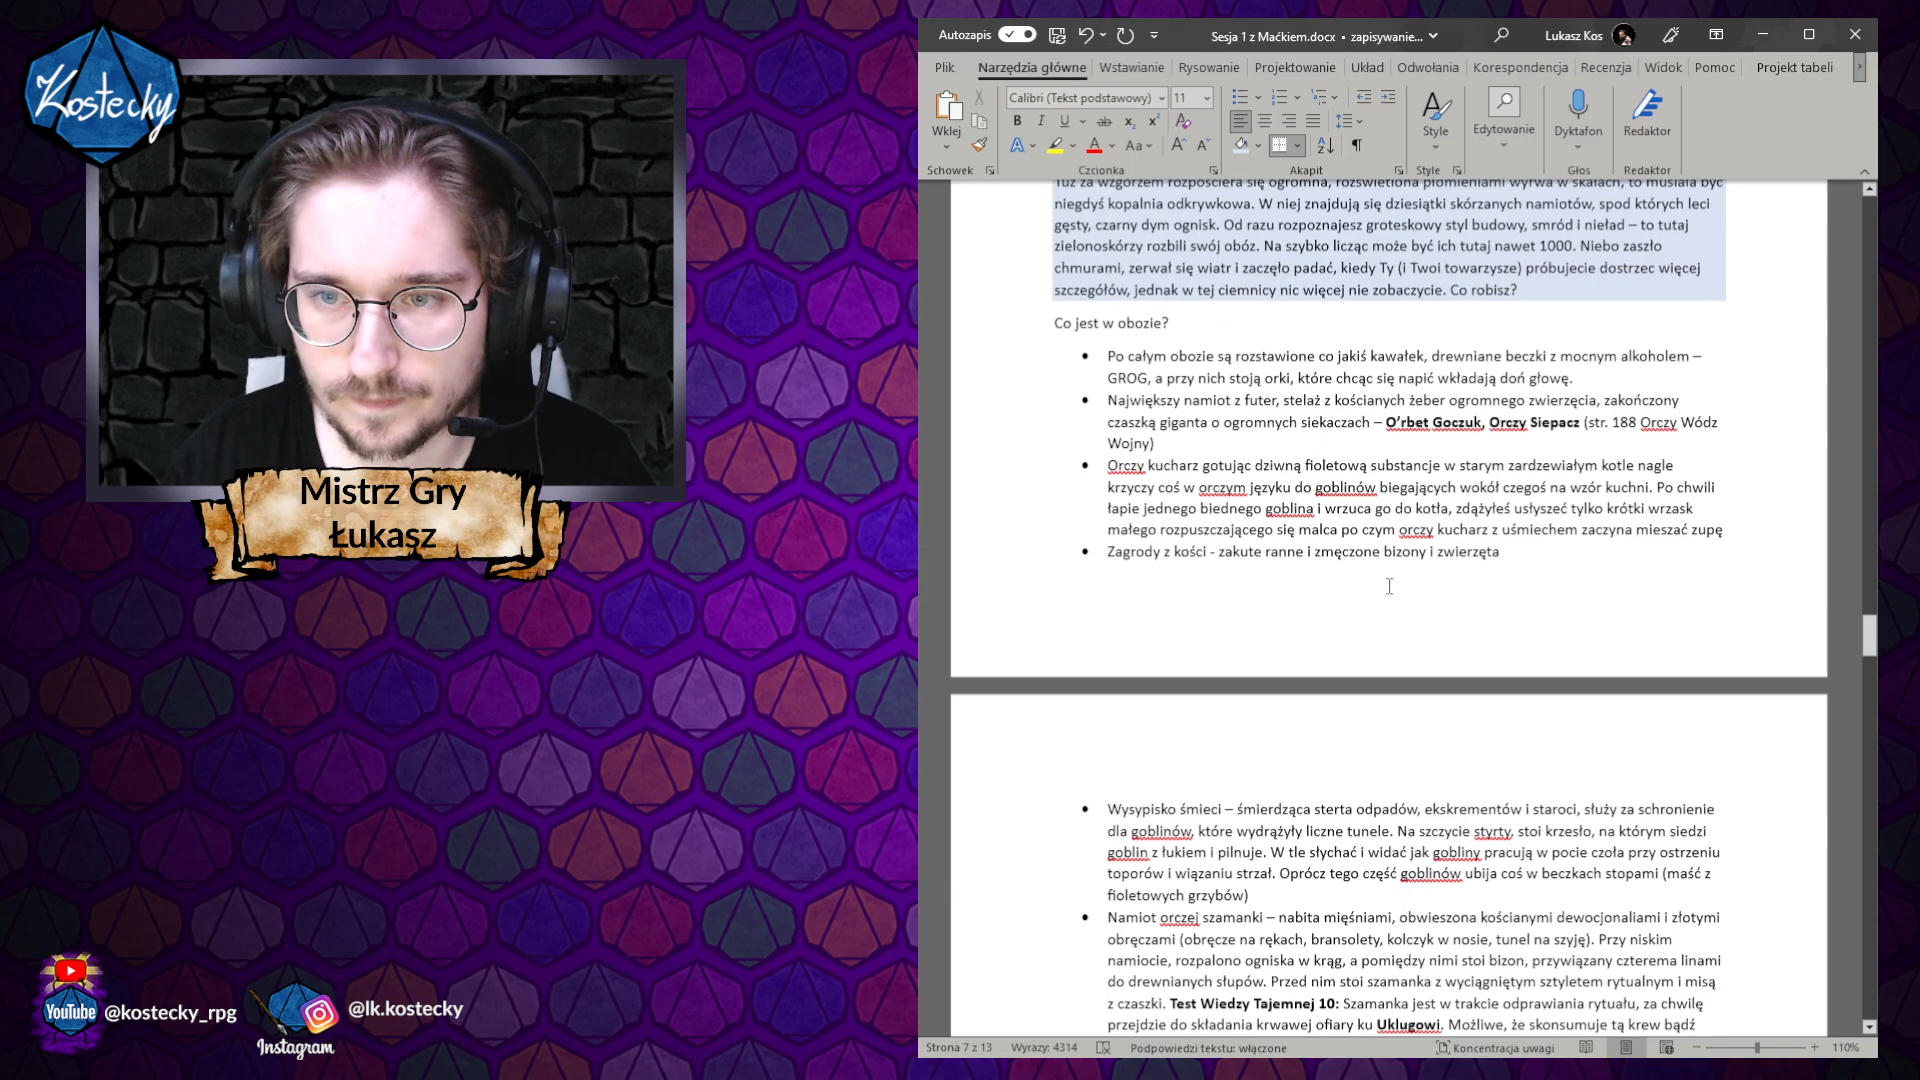 Kostecky
Mistrz Gry
Łukasz
YouTube
@kostecky_rpg
Instagram
@lk.kostecky
Autozapis
Sesja 1 z Maćkiem.docx • zapisywanie...
Lukasz Kos
Plik
Narzędzia główne
Wstawianie
Rysowanie
Projektowanie
Układ
Odwołania
Korespondencja
Recenzja
Widok
Pomoc
Projekt tabeli
Wklej
Calibri (Tekst podstawowy)
11
Style
Edytowanie
Dyktafon
Redaktor
Schowek
Czcionka
Akapit
Style
Głos
Redaktor
Tuż za wzgórzem rozpościera się ogromna, rozświetlona płomieniami wyrwa w skałach, to musiała być
niegdyś kopalnia odkrywkowa. W niej znajdują się dziesiątki skórzanych namiotów, spod których leci
gęsty, czarny dym ognisk. Od razu rozpoznajesz groteskowy styl budowy, smród i nieład – to tutaj
zielonoskórzy rozbili swój obóz. Na szybko licząc może być ich tutaj nawet 1000. Niebo zaszło
chmurami, zerwał się wiatr i zaczęło padać, kiedy Ty (i Twoi towarzysze) próbujecie dostrzec więcej
szczegółów, jednak w tej ciemnicy nic więcej nie zobaczycie. Co robisz?
Co jest w obozie?
• Po całym obozie są rozstawione co jakiś kawałek, drewniane beczki z mocnym alkoholem –
GROG, a przy nich stoją orki, które chcąc się napić wkładają doń głowę.
• Największy namiot z futer, stelaż z kościanych żeber ogromnego zwierzęcia, zakończony
czaszką giganta o ogromnych siekaczach – O'rbet Goczuk, Orczy Siepacz (str. 188 Orczy Wódz
Wojny)
• Orczy kucharz gotując dziwną fioletową substancje w starym zardzewiałym kotle nagle
krzyczy coś w orczym języku do goblinów biegających wokół czegoś na wzór kuchni. Po chwili
łapie jednego biednego goblina i wrzuca go do kotła, zdążyłeś usłyszeć tylko krótki wrzask
małego rozpuszczającego się malca po czym orczy kucharz z uśmiechem zaczyna mieszać zupę
• Zagrody z kości - zakute ranne i zmęczone bizony i zwierzęta
• Wysypisko śmieci – śmierdząca sterta odpadów, ekskrementów i staroci, służy za schronienie
dla goblinów, które wydrążyły liczne tunele. Na szczycie styrty, stoi krzesło, na którym siedzi
goblin z łukiem i pilnuje. W tle słychać i widać jak gobliny pracują w pocie czoła przy ostrzeniu
toporów i wiązaniu strzał. Oprócz tego część goblinów ubija coś w beczkach stopami (maść z
fioletowych grzybów)
• Namiot orczej szamanki – nabita mięśniami, obwieszona kościanymi dewocjonaliami i złotymi
obręczami (obręcze na rękach, bransolety, kolczyk w nosie, tunel na szyję). Przy niskim
namiocie, rozpalono ogniska w krąg, a pomiędzy nimi stoi bizon, przywiązany czterema linami
do drewnianych słupów. Przed nim stoi szamanka z wyciągniętym sztyletem rytualnym i misą
z czaszki. Test Wiedzy Tajemnej 10: Szamanka jest w trakcie odprawiania rytuału, za chwilę
przejdzie do składania krwawej ofiary ku Uklugowi. Możliwe, że skonsumuje tą krew bądź
Strona 7 z 13
Wyrazy: 4314
Podpowiedzi tekstu: włączone
Koncentracja uwagi
110%